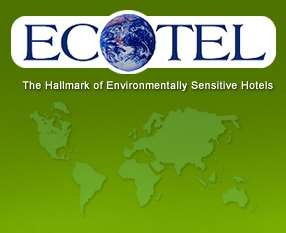 ECOTEL
The Hallmark of Environmentally Sensitive Hotels